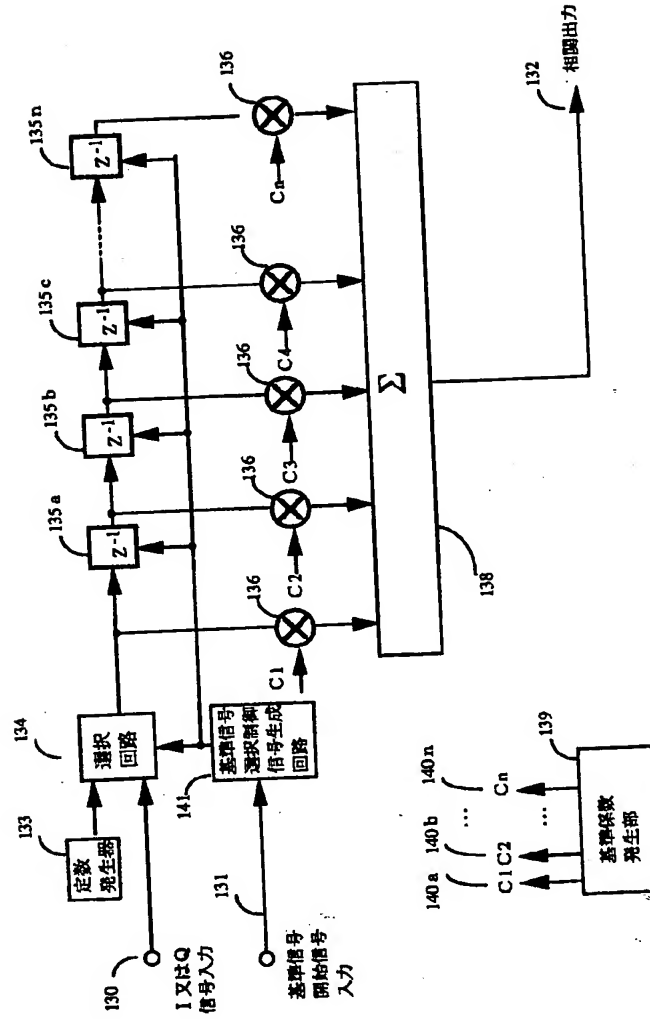 133
定数
発生器
134
選択
回路
130
I又はQ
信号入力
131
基準信号
開始信号
入力
141
基準信号
選択制御
信号生成
回路
135a
Z-1
135b
Z-1
135c
Z-1
135n
Z-1
136
C1
136
C2
136
C3
136
C4
136
Cn
Σ
138
132
相関出力
140a
140b
…
140n
C1
C2
…
Cn
139
基準係数
発生部